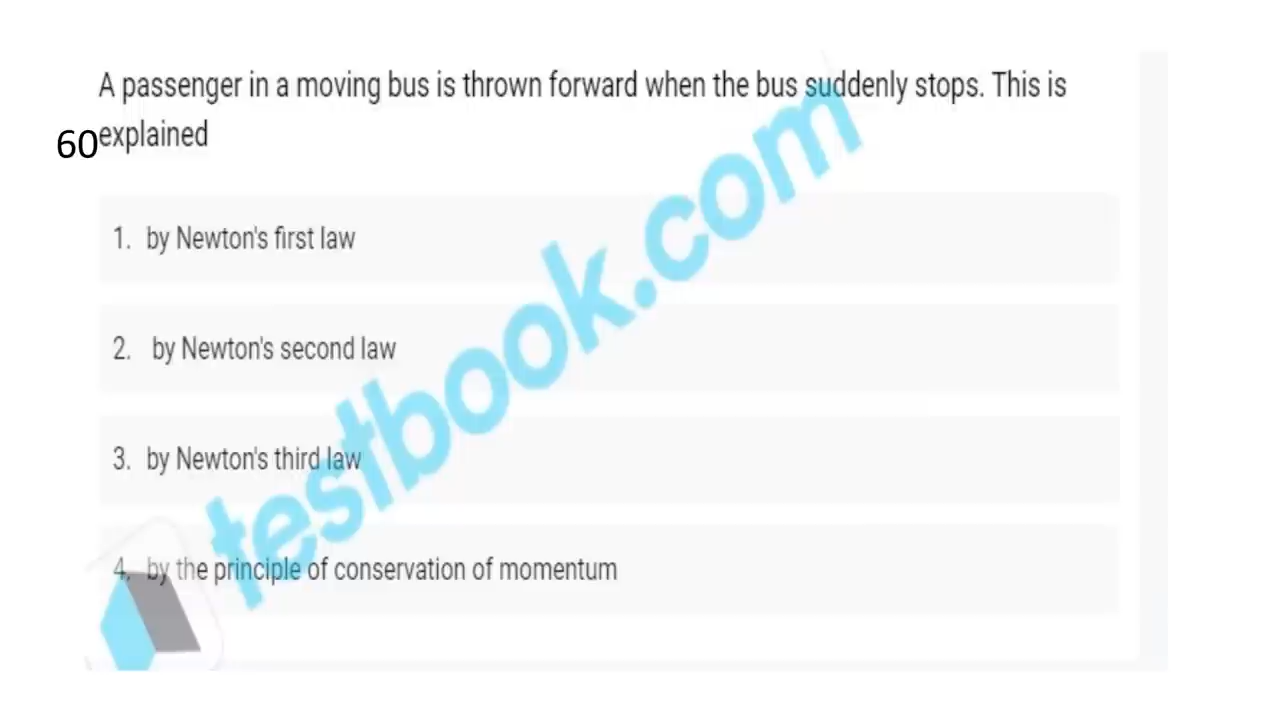 A passenger in a moving bus is thrown forward when the bus suddenly stops. This is
60 explained
1. by Newton's first law
2. by Newton's second law
3. by Newton's third law
4. by the principle of conservation of momentum
testbook.com